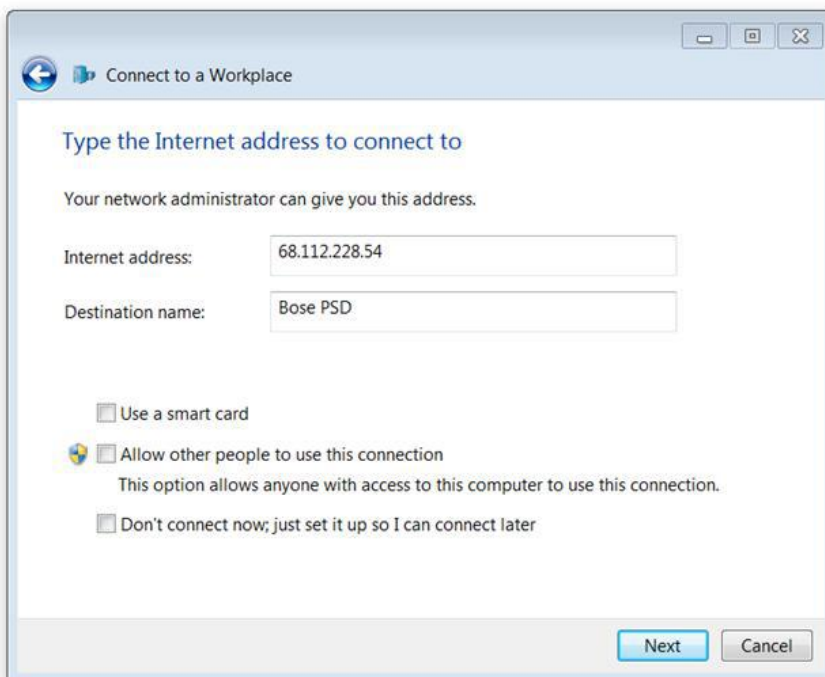 Connect to a Workplace
Type the Internet address to connect to
Your network administrator can give you this address.
Internet address: 68.112.228.54
Destination name: Bose PSD
Use a smart card
Allow other people to use this connection
This option allows anyone with access to this computer to use this connection.
Don't connect now; just set it up so I can connect later
Next Cancel